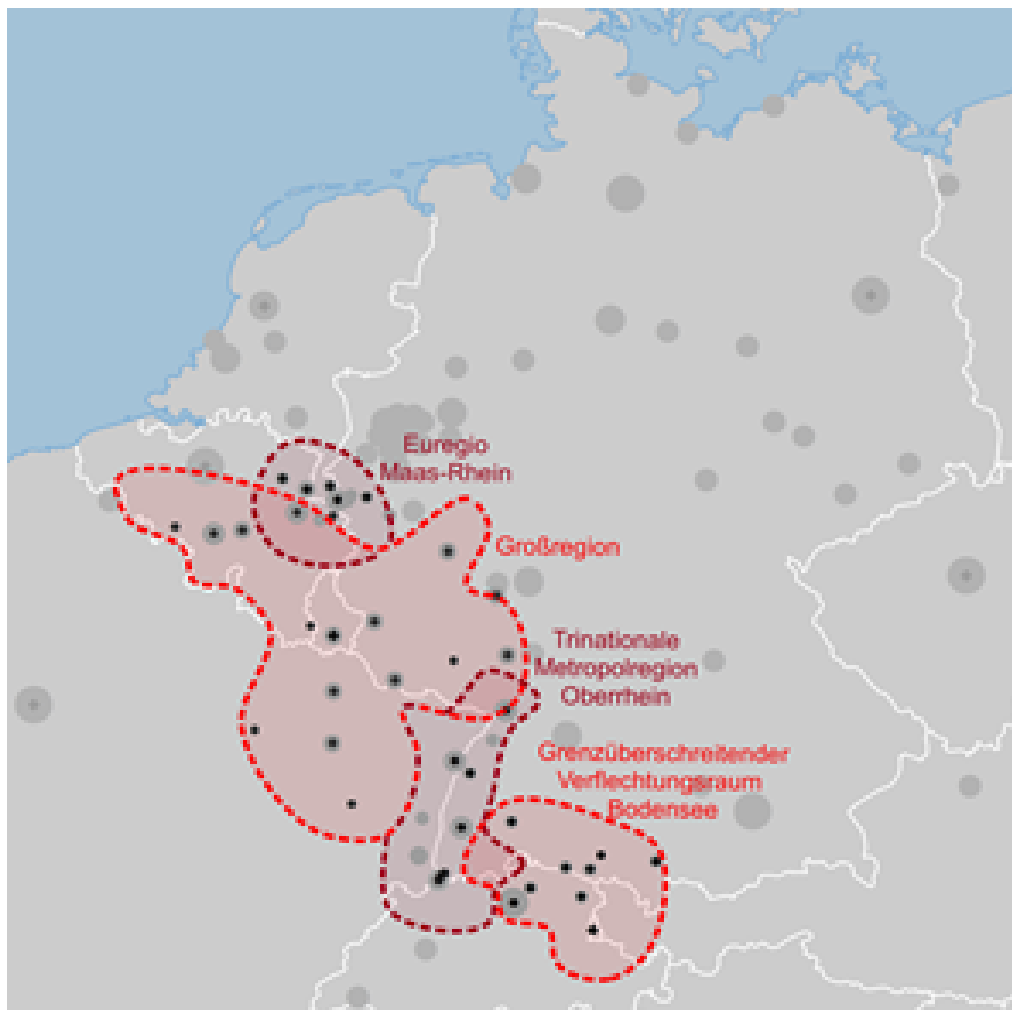 Euregio
Maas-Rhein
Großregion
Trinationale
Metropolregion
Oberrhein
Grenzüberschreitender
Verflechtungsraum
Bodensee